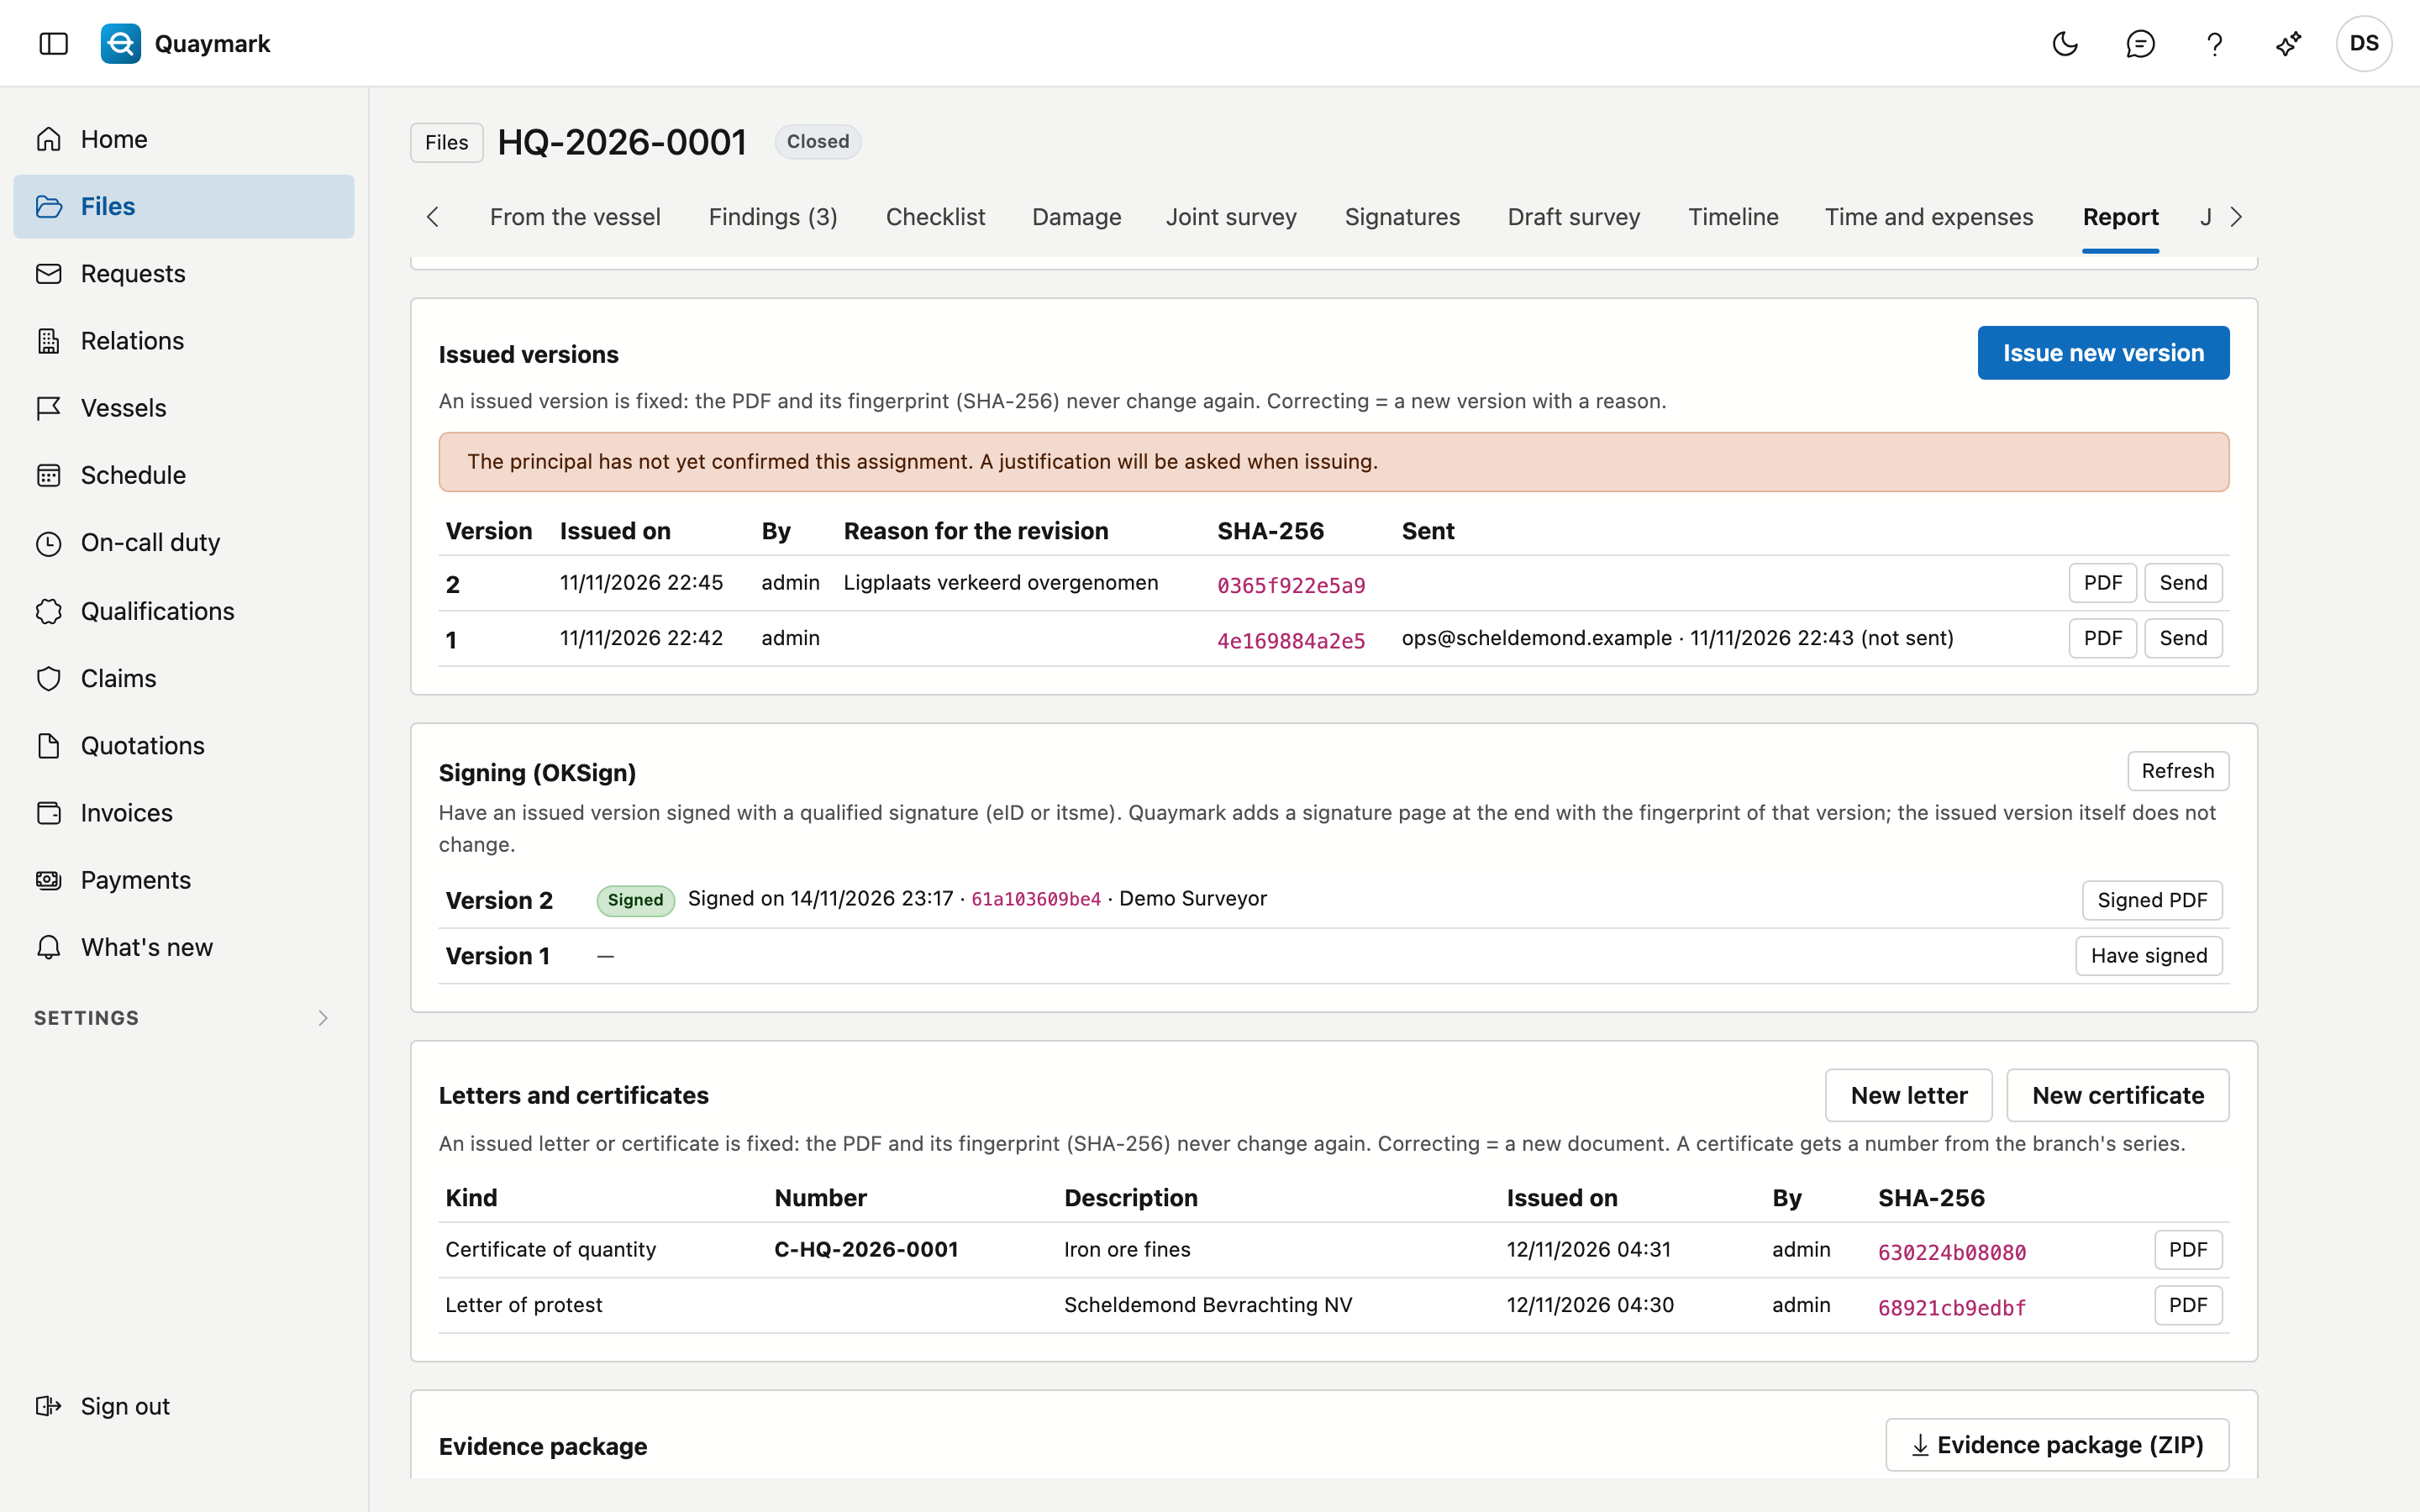 Quaymark
DS
Home
Files
Requests
Relations
Vessels
Schedule
On-call duty
Qualifications
Claims
Quotations
Invoices
Payments
What's new
SETTINGS
Sign out
Files HQ-2026-0001 Closed
From the vessel Findings (3) Checklist Damage Joint survey Signatures Draft survey Timeline Time and expenses Report J
Issued versions Issue new version
An issued version is fixed: the PDF and its fingerprint (SHA-256) never change again. Correcting = a new version with a reason.
The principal has not yet confirmed this assignment. A justification will be asked when issuing.
Version Issued on By Reason for the revision SHA-256 Sent
2 11/11/2026 22:45 admin Ligplaats verkeerd overgenomen 0365f922e5a9 PDF Send
1 11/11/2026 22:42 admin 4e169884a2e5 ops@scheldemond.example · 11/11/2026 22:43 (not sent) PDF Send
Signing (OKSign) Refresh
Have an issued version signed with a qualified signature (eID or itsme). Quaymark adds a signature page at the end with the fingerprint of that version; the issued version itself does not
change.
Version 2 Signed Signed on 14/11/2026 23:17 · 61a103609be4 · Demo Surveyor Signed PDF
Version 1 — Have signed
Letters and certificates New letter New certificate
An issued letter or certificate is fixed: the PDF and its fingerprint (SHA-256) never change again. Correcting = a new document. A certificate gets a number from the branch's series.
Kind Number Description Issued on By SHA-256
Certificate of quantity C-HQ-2026-0001 Iron ore fines 12/11/2026 04:31 admin 630224b08080 PDF
Letter of protest Scheldemond Bevrachting NV 12/11/2026 04:30 admin 68921cb9edbf PDF
Evidence package Evidence package (ZIP)